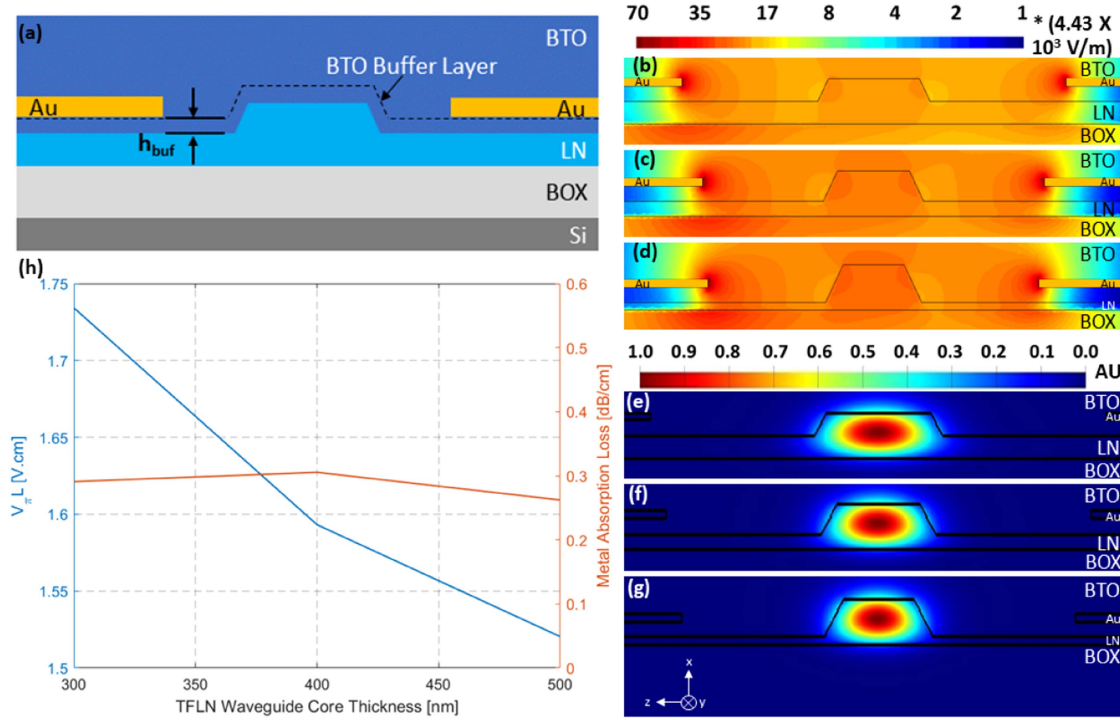 (a)
BTO
BTO Buffer Layer
Au
Au
hbuf
LN
BOX
Si
70 35 17 8 4 2 1 * (4.43 X
10³ V/m)
(b)
BTO
Au
Au
LN
BOX
(c)
BTO
Au
Au
LN
BOX
(d)
BTO
Au
Au
LN
BOX
1.0 0.9 0.8 0.7 0.6 0.5 0.4 0.3 0.2 0.1 0.0
AU
(e)
BTO
Au
LN
BOX
(f)
BTO
Au
LN
BOX
(g)
BTO
Au
LN
BOX
x
z
y
(h)
1.75
1.7
1.65
1.6
1.55
1.5
VπL [V.cm]
0.6
0.5
0.4
0.3
0.2
0.1
0
Metal Absorption Loss [dB/cm]
300 350 400 450 500
TFLN Waveguide Core Thickness [nm]